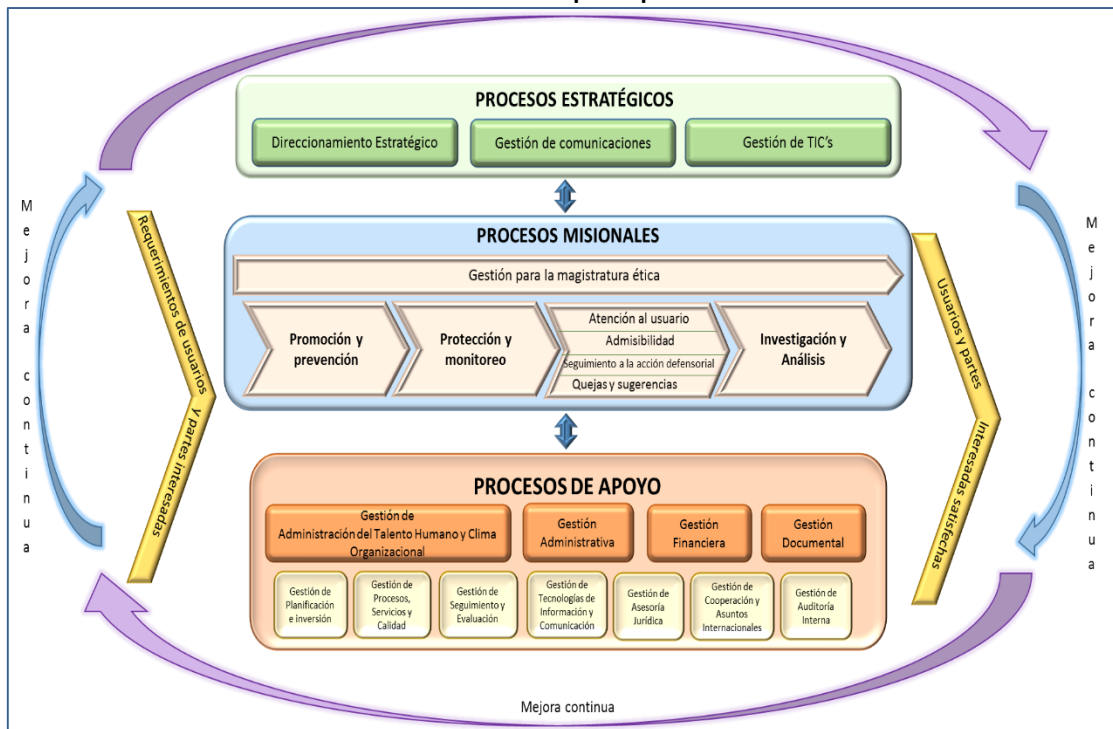 PROCESOS ESTRATÉGICOS
Direccionamiento Estratégico
Gestión de comunicaciones
Gestión de TIC's
Mejora continua
Requerimientos de usuarios
y partes interesadas
PROCESOS MISIONALES
Gestión para la magistratura ética
Promoción y
prevención
Protección y
monitoreo
Atención al usuario
Admisibilidad
Seguimiento a la acción defensorial
Quejas y sugerencias
Investigación y
Análisis
Usuarios y partes
Interesadas satisfechas
Mejora continua
PROCESOS DE APOYO
Gestión de
Administración del Talento Humano y Clima
Organizacional
Gestión
Administrativa
Gestión
Financiera
Gestión
Documental
Gestión de
Planificación
e inversión
Gestión de
Procesos,
Servicios y
Calidad
Gestión de
Seguimiento y
Evaluación
Gestión de
Tecnologías de
Información y
Comunicación
Gestión de
Asesoría
Jurídica
Gestión de
Cooperación y
Asuntos
Internacionales
Gestión de
Auditoría
Interna
Mejora continua